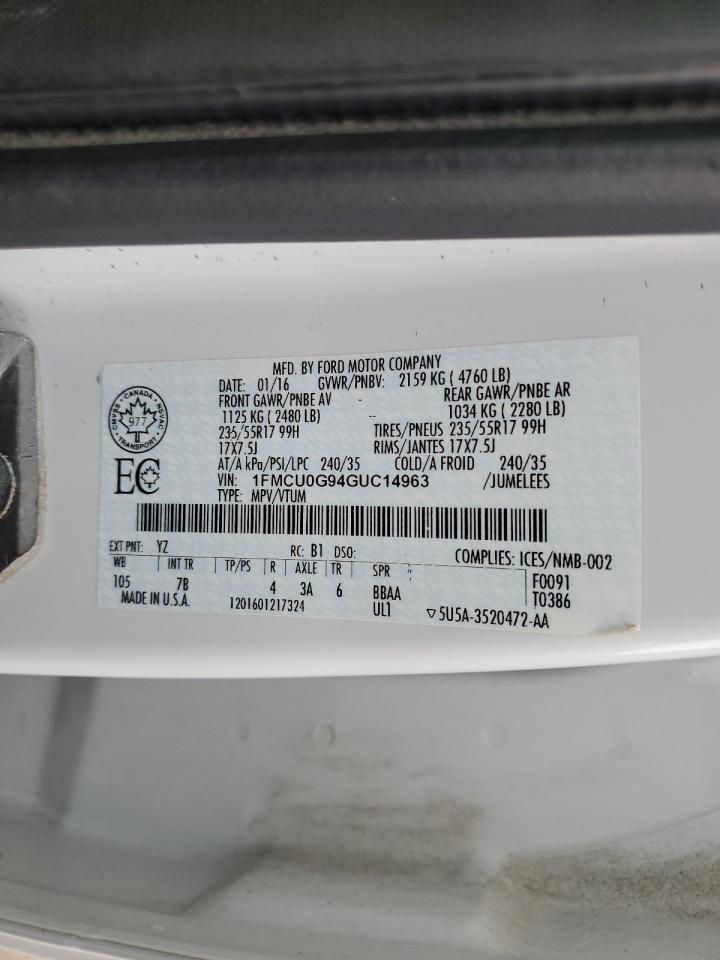 MFD. BY FORD MOTOR COMPANY
DATE: 01/16 GVWR/PNBV: 2159 KG ( 4760 LB)
FRONT GAWR/PNBE AV - REAR GAWR/PNBE AR
1125 KG ( 2480 LB) -- 1034 KG ( 2280 LB)
235/55R17 99H TIRES/PNEUS 235/55R17 99H
17X7.5J RIMS/JANTES 17X7.5J
AT/A kPa/PSI/LPC 240/35 COLD/A FROID 240/35
VIN: 1FMCU0G94GUC14963 /JUMELEES
TYPE: MPV/VTUM
CANADA
CMVSS NSVAC
977
TRANSPORT
EC
EXT PNT: YZ RC: B1 DSO: COMPLIES: ICES/NMB-002
WB INT TR TP/PS R AXLE TR SPR F0091
105 7B 4 3A 6 BBAA T0386
MADE IN U.S.A. 1201601217324 UL1 ▽5U5A-3520472-AA